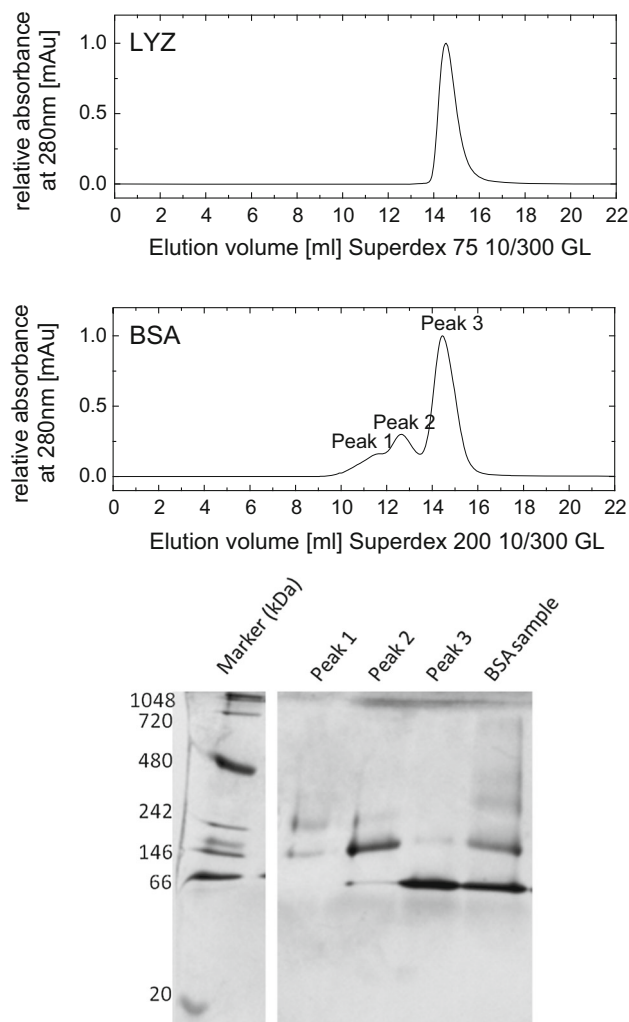 LYZ
relative absorbance
at 280nm [mAu]
1.0
0.5
0.0
0 2 4 6 8 10 12 14 16 18 20 22
Elution volume [ml] Superdex 75 10/300 GL
BSA
Peak 3
Peak 2
Peak 1
relative absorbance
at 280nm [mAu]
1.0
0.5
0.0
0 2 4 6 8 10 12 14 16 18 20 22
Elution volume [ml] Superdex 200 10/300 GL
Marker (kDa)
Peak 1
Peak 2
Peak 3
BSA sample
1048
720
480
242
146
66
20